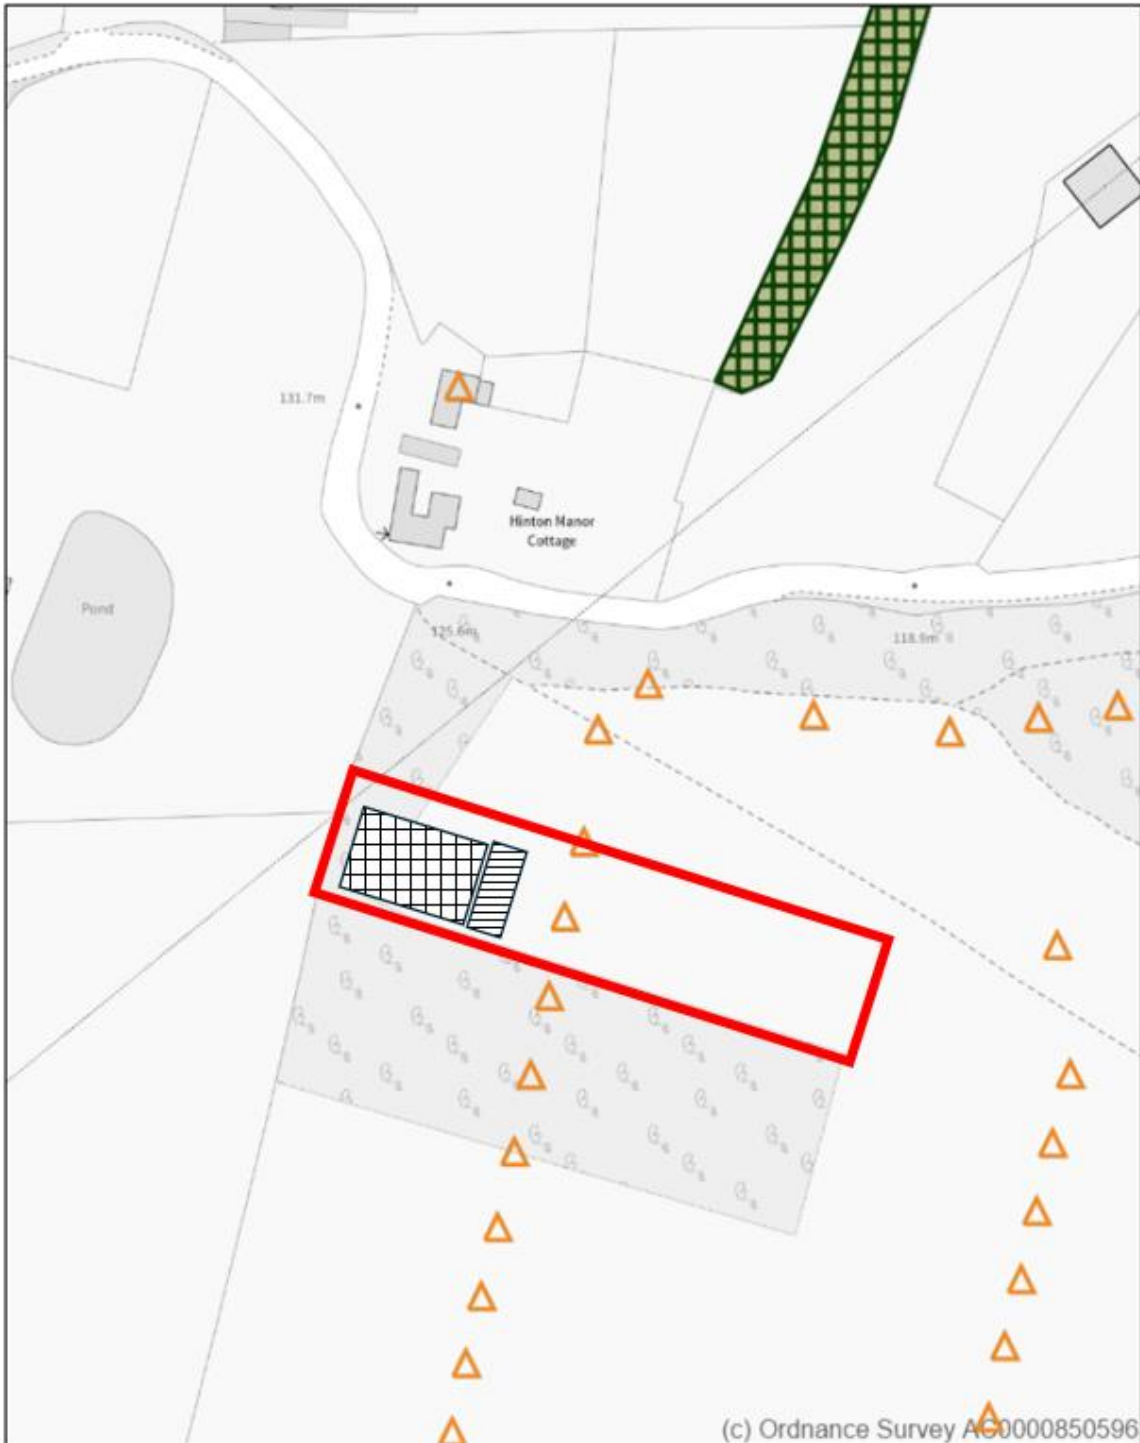 131.7m
Hinton Manor
Cottage
Pond
125.6m
118.9m
(c) Ordnance Survey AC0000850596